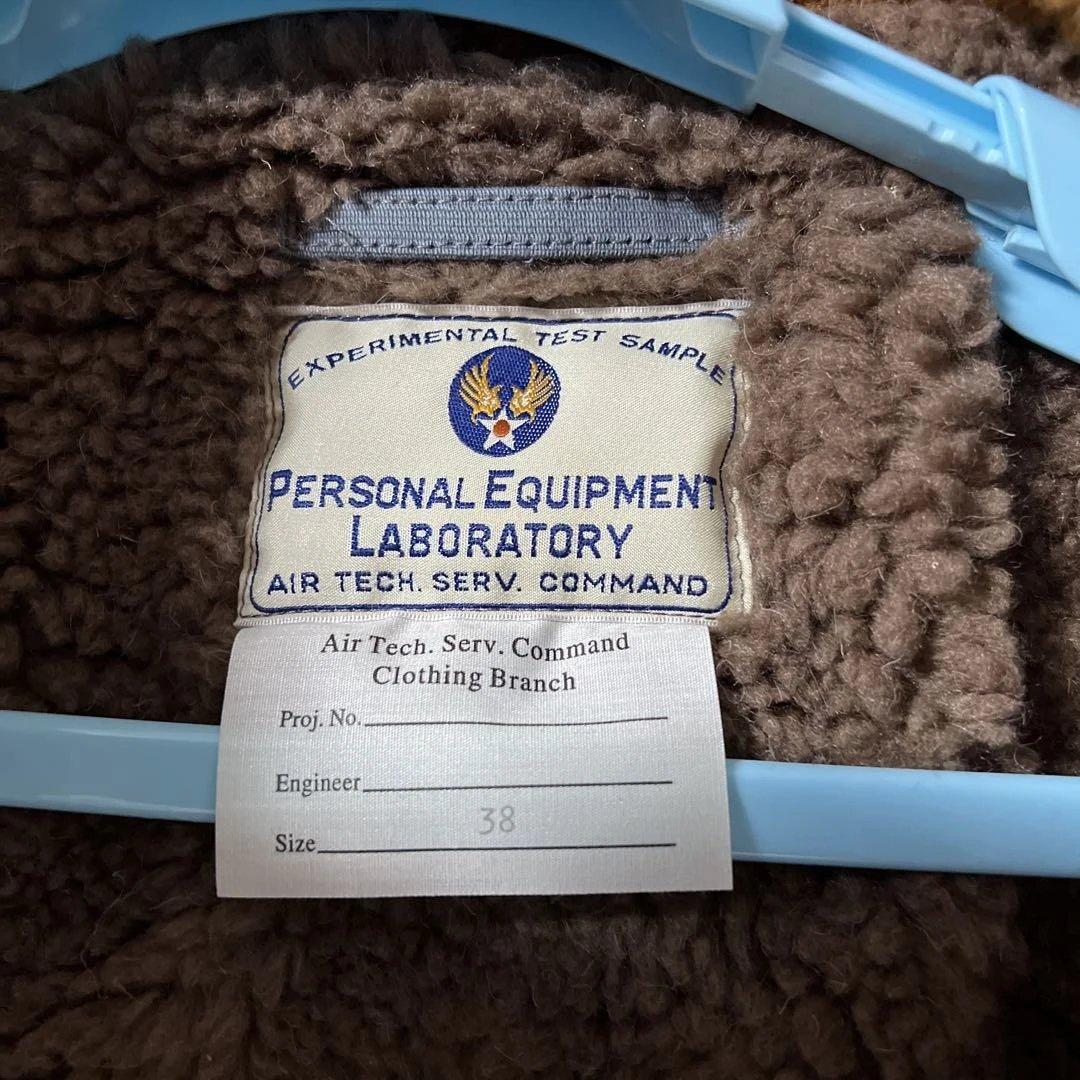 EXPERIMENTAL TEST SAMPLE
PERSONAL EQUIPMENT
LABORATORY
AIR TECH. SERV. COMMAND
Air Tech. Serv. Command
Clothing Branch
Proj. No.
Engineer
Size 38